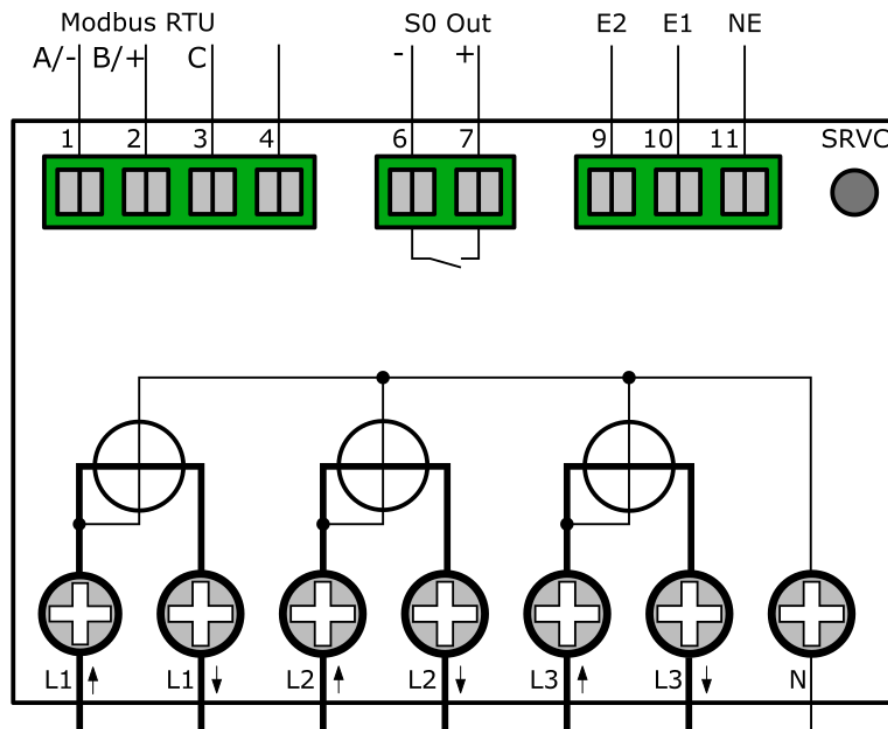 Modbus RTU S0 Out E2 E1 NE
A/- B/+ C - +
1 2 3 4 6 7 9 10 11 SRVC
L1 L1 L2 L2 L3 L3 N